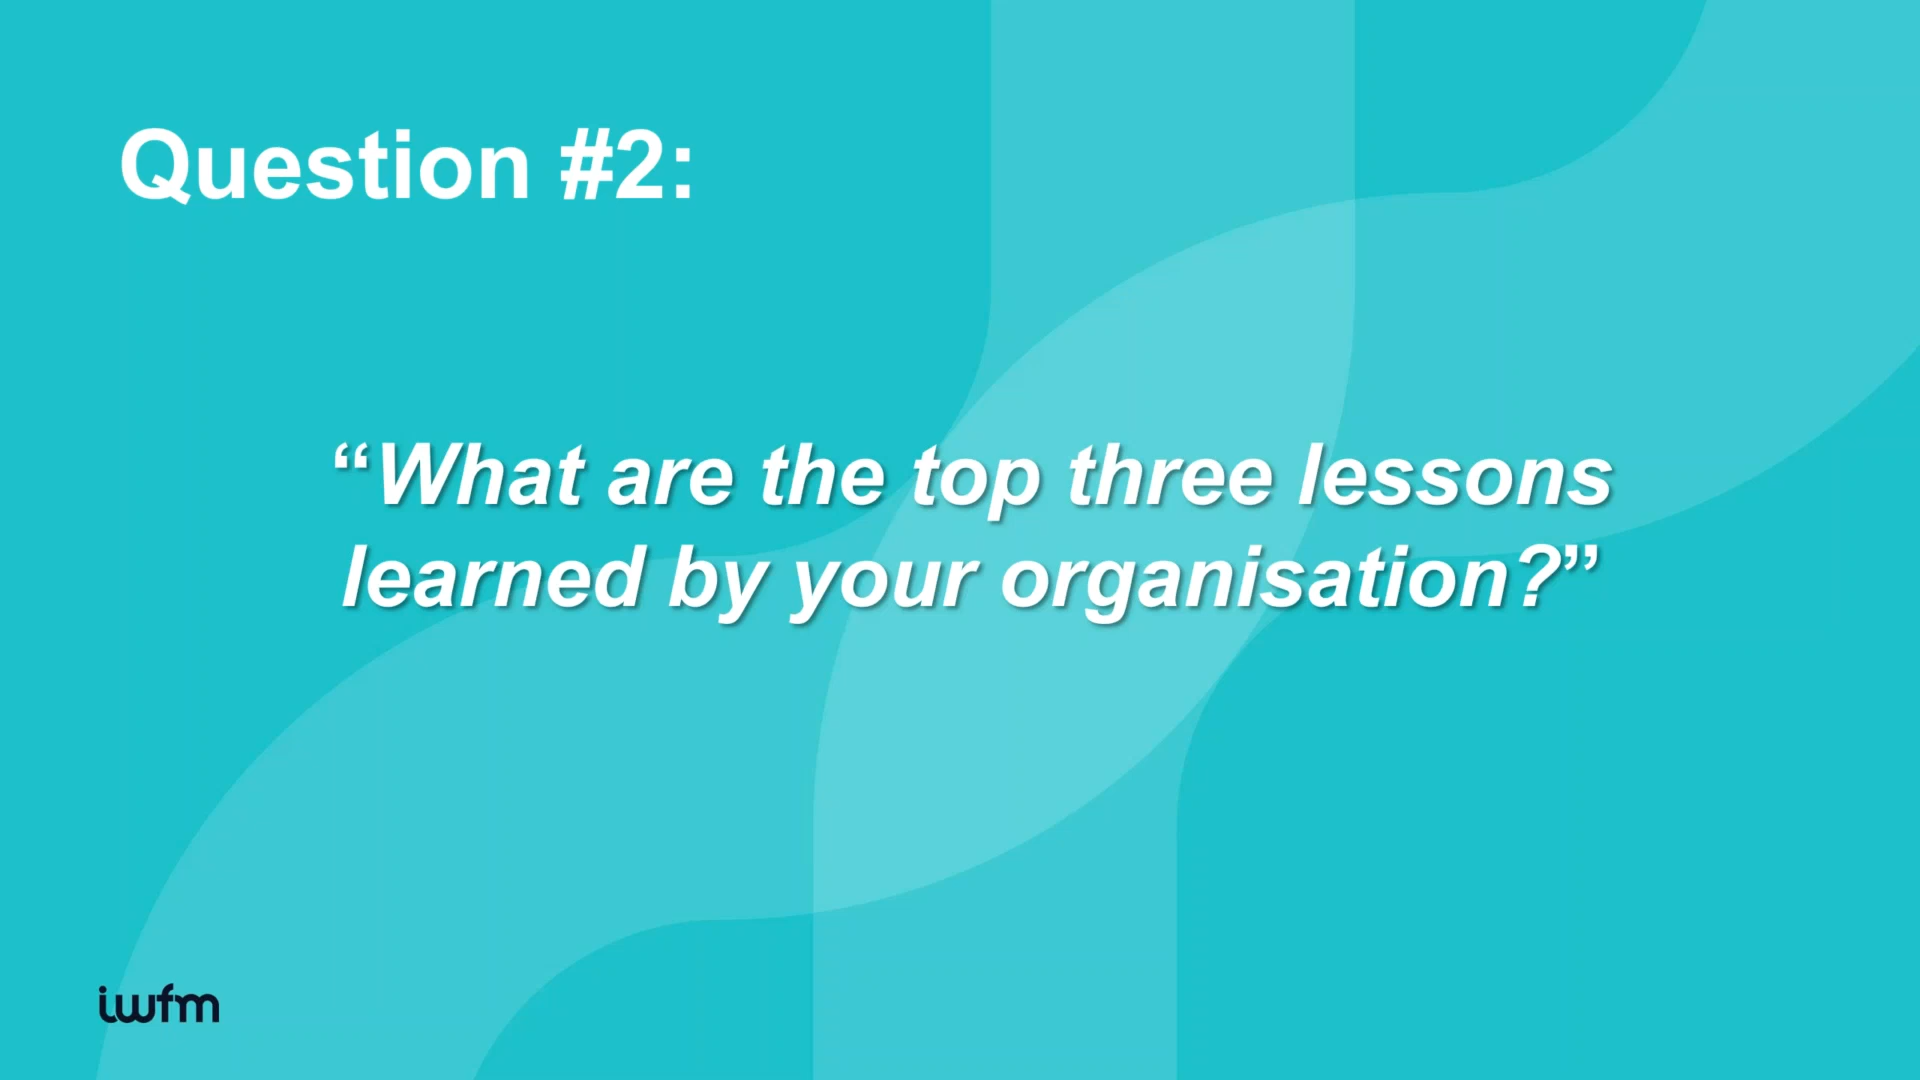 Question #2:
“What are the top three lessons
learned by your organisation?”
iwfm